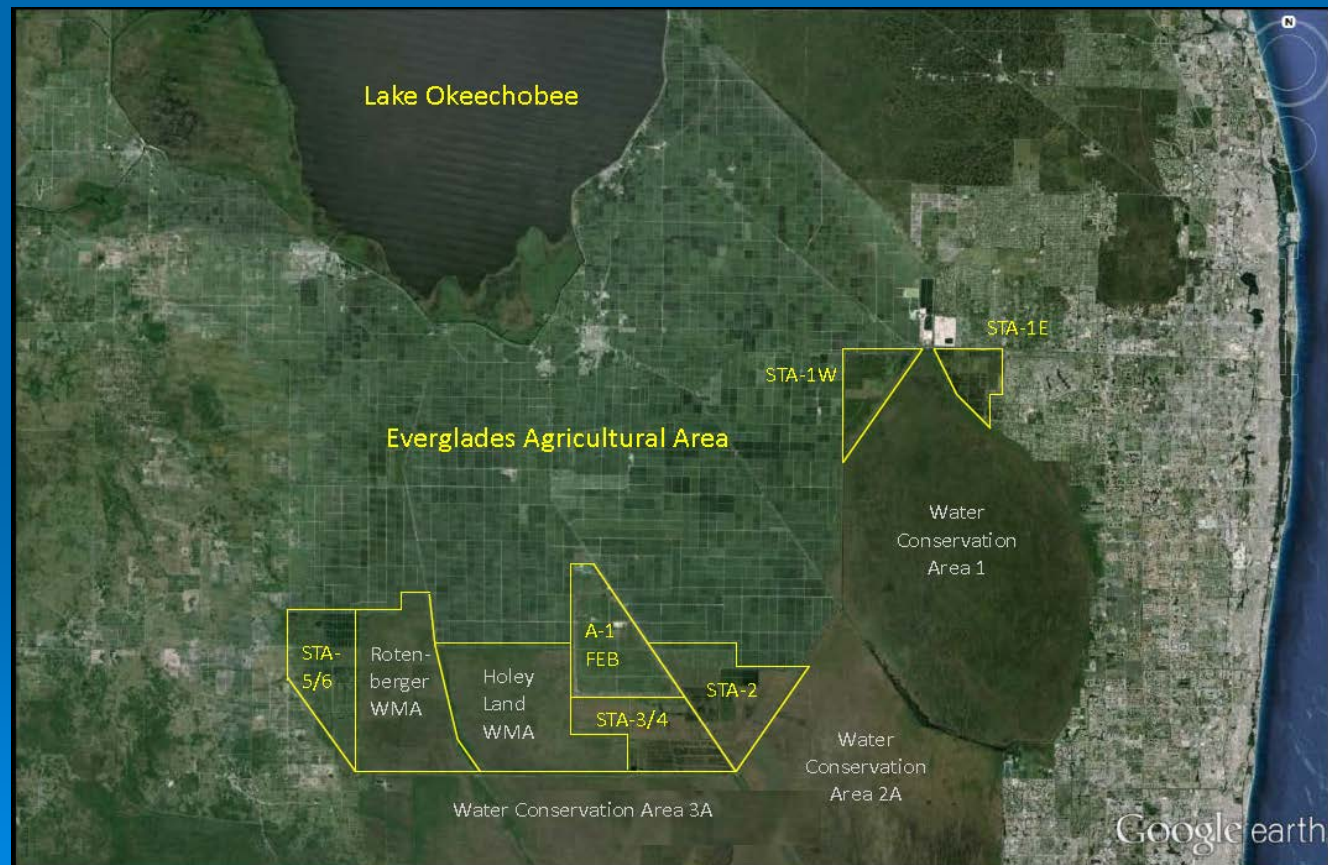 N
Lake Okeechobee
STA-1E
STA-1W
Everglades Agricultural Area
Water
Conservation
Area 1
A-1
FEB
STA-
5/6
Roten-
berger
WMA
Holey
Land
WMA
STA-2
STA-3/4
Water
Conservation
Area 2A
Water Conservation Area 3A
Google earth